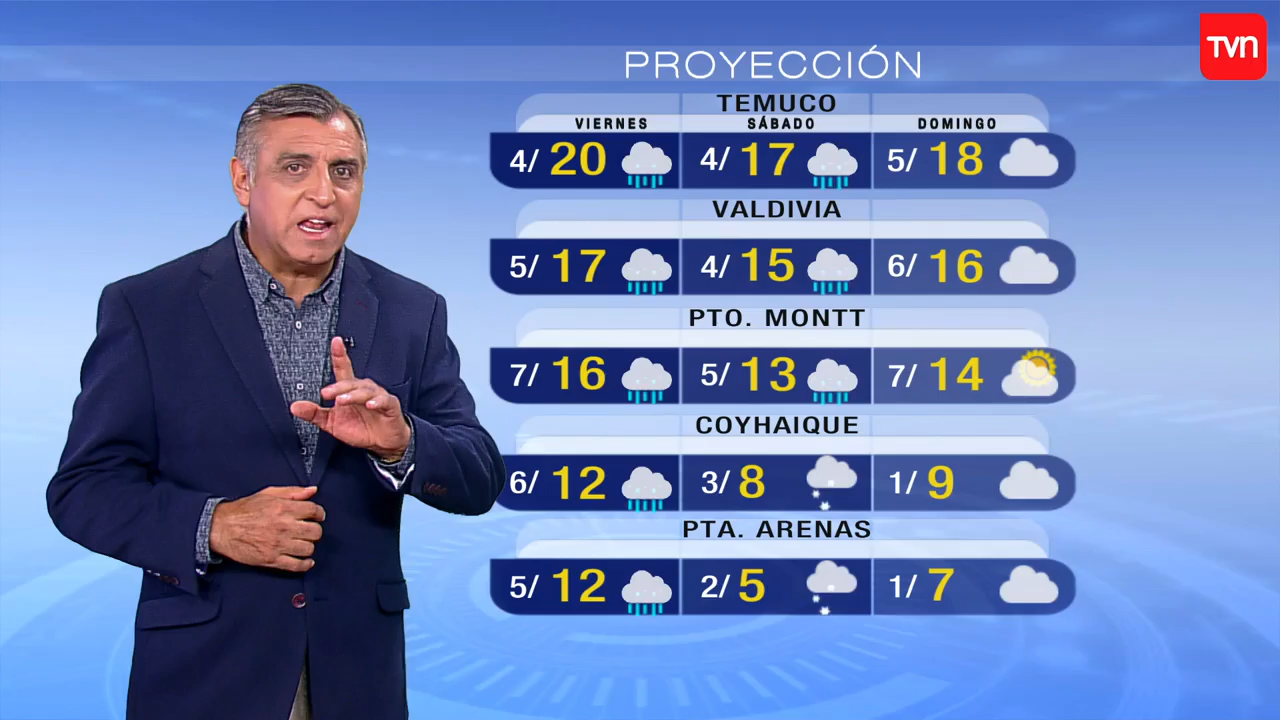 TVN
PROYECCIÓN
TEMUCO
VIERNES SÁBADO DOMINGO
4/ 20 4/ 17 5/ 18
VALDIVIA
5/ 17 4/ 15 6/ 16
PTO. MONTT
7/ 16 5/ 13 7/ 14
COYHAIQUE
6/ 12 3/ 8 1/ 9
PTA. ARENAS
5/ 12 2/ 5 1/ 7